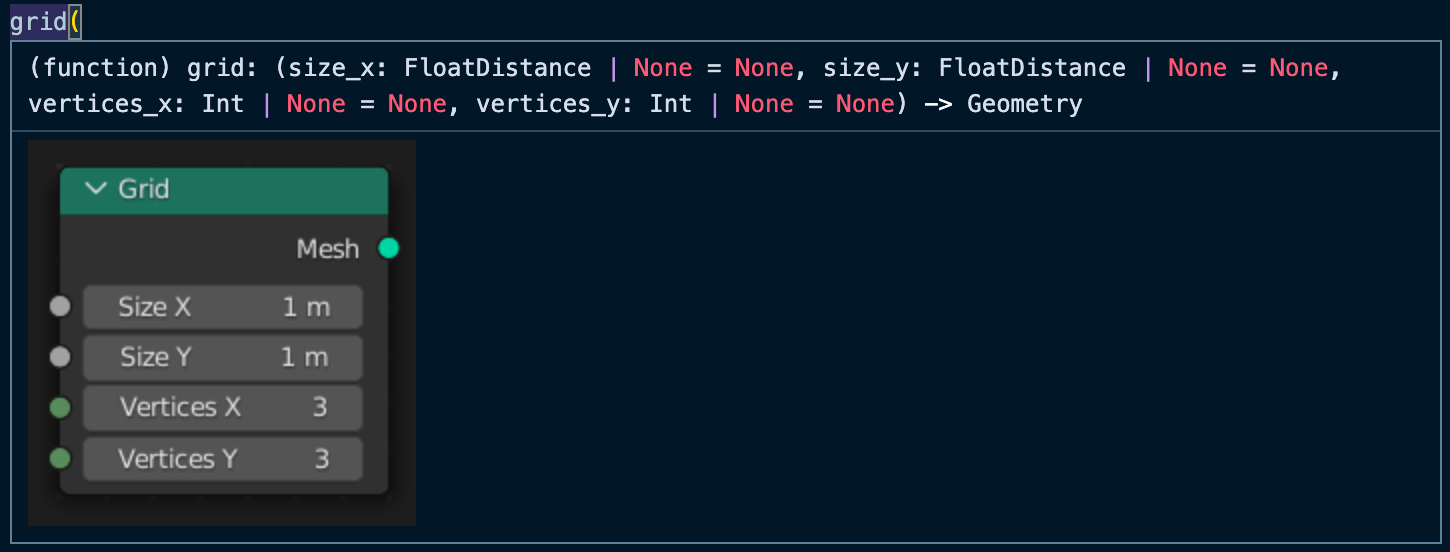 grid(
(function) grid: (size_x: FloatDistance | None = None, size_y: FloatDistance | None = None,
vertices_x: Int | None = None, vertices_y: Int | None = None) -> Geometry
Grid
Mesh
Size X 1 m
Size Y 1 m
Vertices X 3
Vertices Y 3